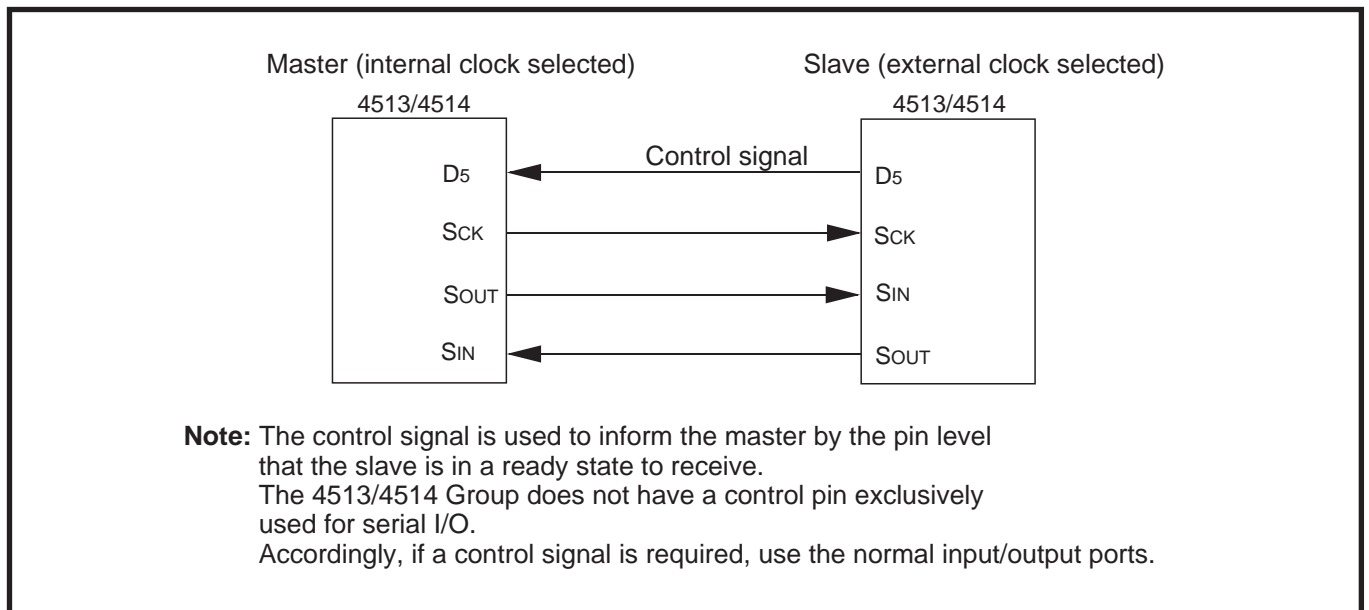 Master (internal clock selected) Slave (external clock selected)
4513/4514 4513/4514
Control signal
D5 D5
SCK SCK
SOUT SIN
SIN SOUT
Note: The control signal is used to inform the master by the pin level
that the slave is in a ready state to receive.
The 4513/4514 Group does not have a control pin exclusively
used for serial I/O.
Accordingly, if a control signal is required, use the normal input/output ports.